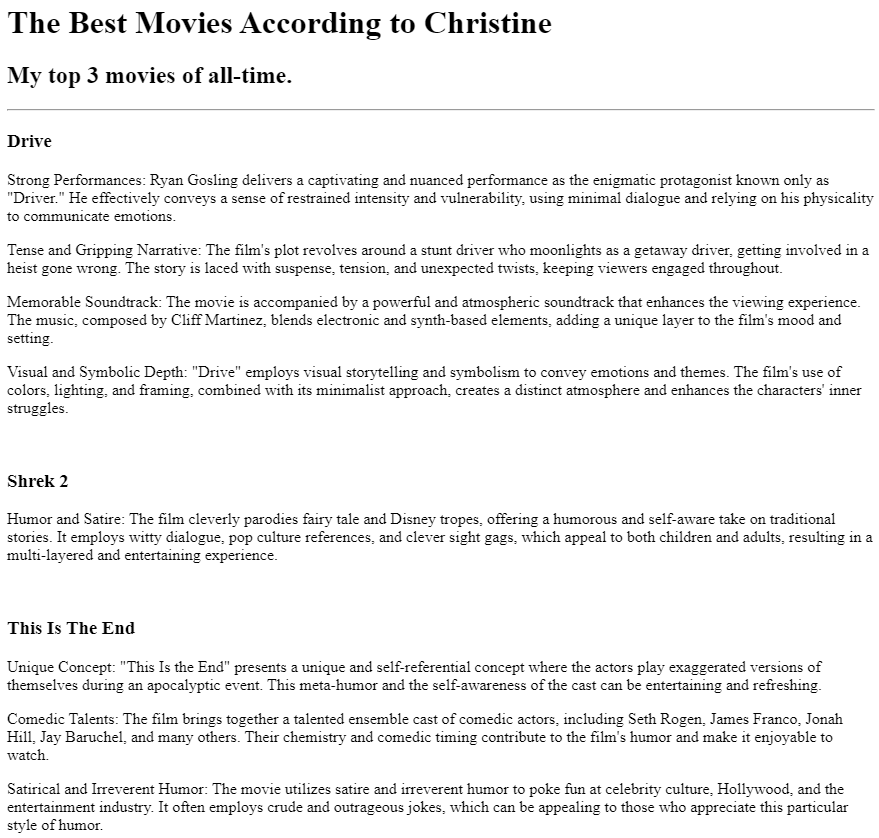 The Best Movies According to Christine
My top 3 movies of all-time.
Drive
Strong Performances: Ryan Gosling delivers a captivating and nuanced performance as the enigmatic protagonist known only as
"Driver." He effectively conveys a sense of restrained intensity and vulnerability, using minimal dialogue and relying on his physicality
to communicate emotions.
Tense and Gripping Narrative: The film's plot revolves around a stunt driver who moonlights as a getaway driver, getting involved in a
heist gone wrong. The story is laced with suspense, tension, and unexpected twists, keeping viewers engaged throughout.
Memorable Soundtrack: The movie is accompanied by a powerful and atmospheric soundtrack that enhances the viewing experience.
The music, composed by Cliff Martinez, blends electronic and synth-based elements, adding a unique layer to the film's mood and
setting.
Visual and Symbolic Depth: "Drive" employs visual storytelling and symbolism to convey emotions and themes. The film's use of
colors, lighting, and framing, combined with its minimalist approach, creates a distinct atmosphere and enhances the characters' inner
struggles.
Shrek 2
Humor and Satire: The film cleverly parodies fairy tale and Disney tropes, offering a humorous and self-aware take on traditional
stories. It employs witty dialogue, pop culture references, and clever sight gags, which appeal to both children and adults, resulting in a
multi-layered and entertaining experience.
This Is The End
Unique Concept: "This Is the End" presents a unique and self-referential concept where the actors play exaggerated versions of
themselves during an apocalyptic event. This meta-humor and the self-awareness of the cast can be entertaining and refreshing.
Comedic Talents: The film brings together a talented ensemble cast of comedic actors, including Seth Rogen, James Franco, Jonah
Hill, Jay Baruchel, and many others. Their chemistry and comedic timing contribute to the film's humor and make it enjoyable to
watch.
Satirical and Irreverent Humor: The movie utilizes satire and irreverent humor to poke fun at celebrity culture, Hollywood, and the
entertainment industry. It often employs crude and outrageous jokes, which can be appealing to those who appreciate this particular
style of humor.